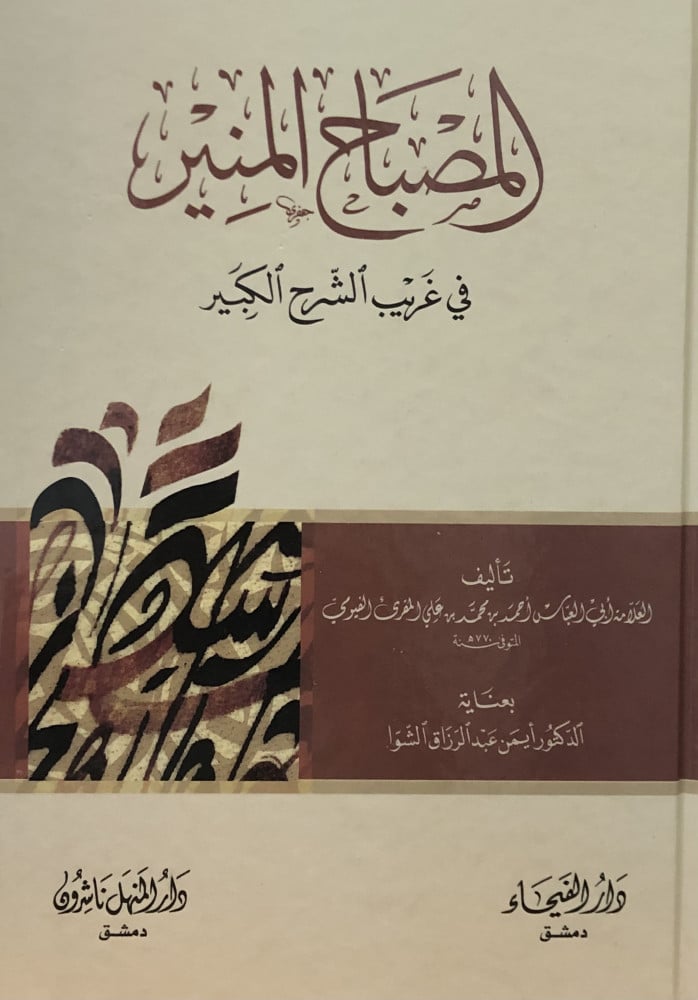 المصباح المنير
في غريب الشرح الكبير
تأليف
العلامة أبي العباس أحمد بن محمد بن علي المقرئ الفيومي
المتوفى سنة ٧٧٠هـ
بعناية
الدكتور أيمن عبد الرزاق الشوا
دار الفيحاء
دمشق
دار المنهل ناشرون
دمشق